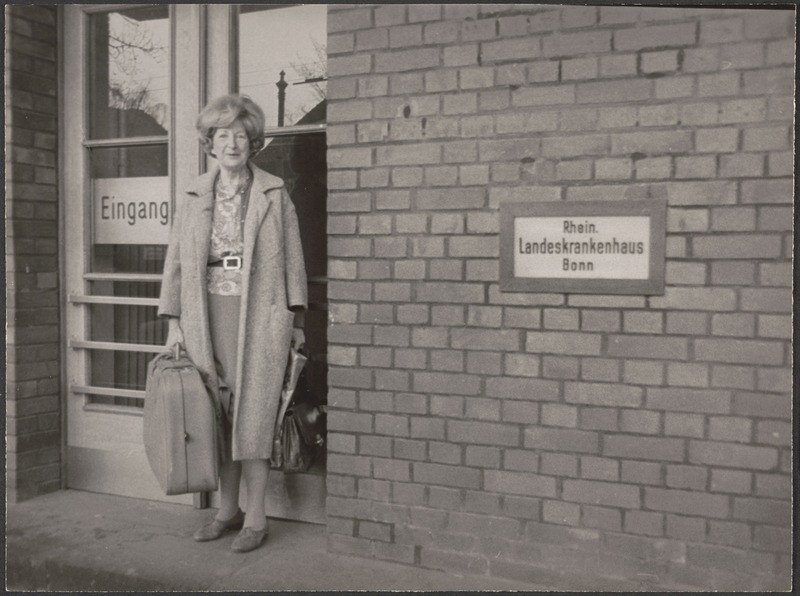 Eingang
Rhein.
Landeskrankenhaus
Bonn